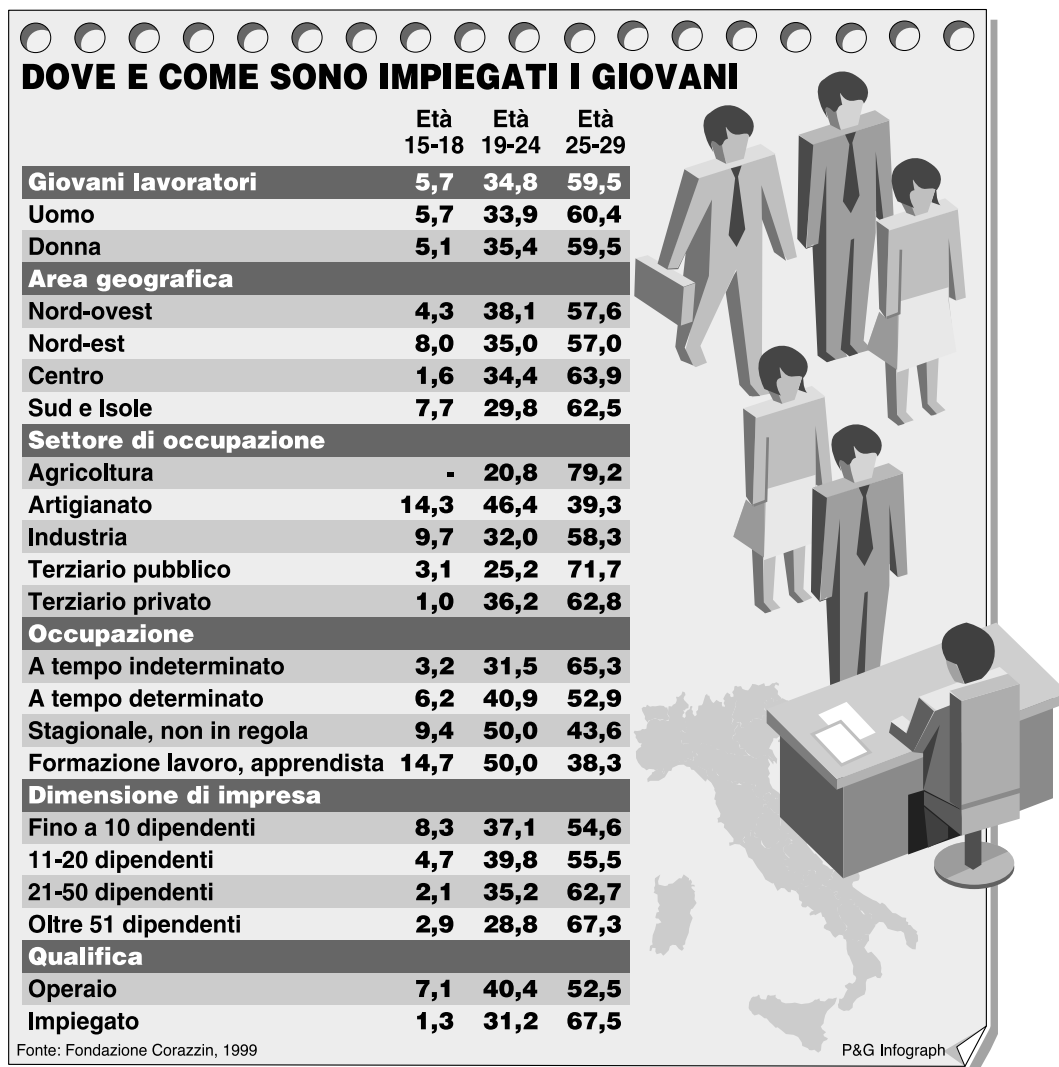 DOVE E COME SONO IMPIEGATI I GIOVANI
Età Età Età
15-18 19-24 25-29
Giovani lavoratori 5,7 34,8 59,5
Uomo 5,7 33,9 60,4
Donna 5,1 35,4 59,5
Area geografica
Nord-ovest 4,3 38,1 57,6
Nord-est 8,0 35,0 57,0
Centro 1,6 34,4 63,9
Sud e Isole 7,7 29,8 62,5
Settore di occupazione
Agricoltura - 20,8 79,2
Artigianato 14,3 46,4 39,3
Industria 9,7 32,0 58,3
Terziario pubblico 3,1 25,2 71,7
Terziario privato 1,0 36,2 62,8
Occupazione
A tempo indeterminato 3,2 31,5 65,3
A tempo determinato 6,2 40,9 52,9
Stagionale, non in regola 9,4 50,0 43,6
Formazione lavoro, apprendista 14,7 50,0 38,3
Dimensione di impresa
Fino a 10 dipendenti 8,3 37,1 54,6
11-20 dipendenti 4,7 39,8 55,5
21-50 dipendenti 2,1 35,2 62,7
Oltre 51 dipendenti 2,9 28,8 67,3
Qualifica
Operaio 7,1 40,4 52,5
Impiegato 1,3 31,2 67,5
Fonte: Fondazione Corazzin, 1999
P&G Infograph